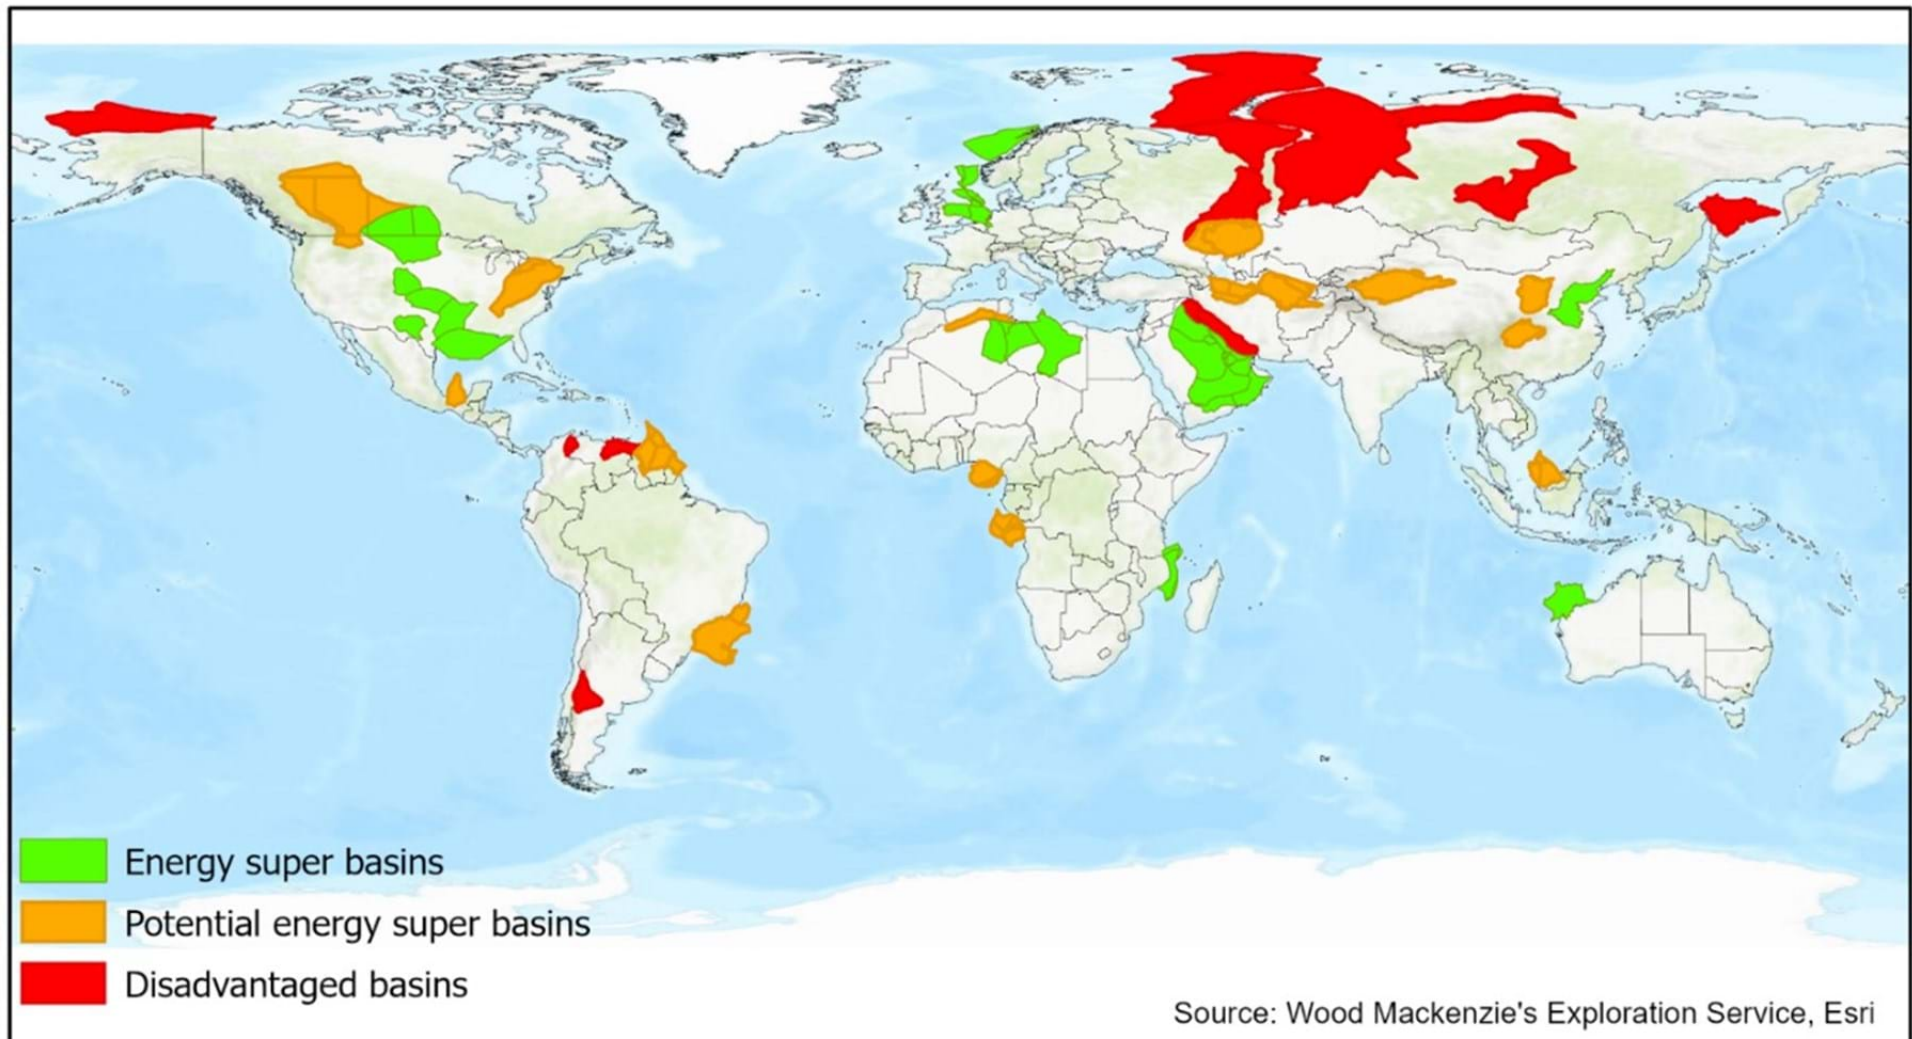 Energy super basins
Potential energy super basins
Disadvantaged basins
Source: Wood Mackenzie's Exploration Service, Esri